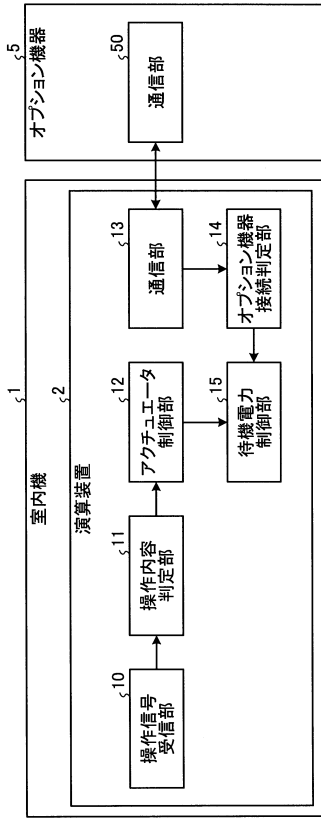 1
室内機
2
演算装置
10
操作信号
受信部
11
操作内容
判定部
12
アクチュエータ
制御部
13
通信部
14
オプション機器
接続判定部
15
待機電力
制御部
5
オプション機器
50
通信部